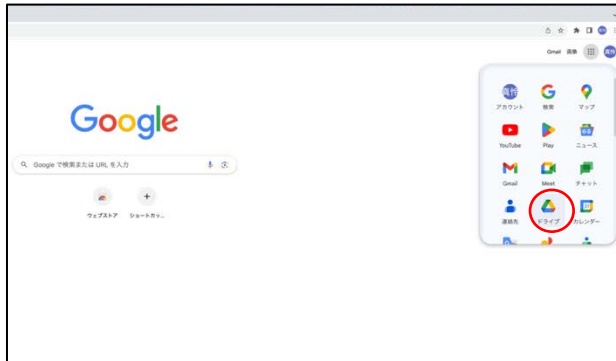 Gmail 画像
Google
Google で検索または URL を入力
ウェブストア ショートカッ...
アカウント 検索 マップ
YouTube Play ニュース
Gmail Meet チャット
連絡先 ドライブ カレンダー